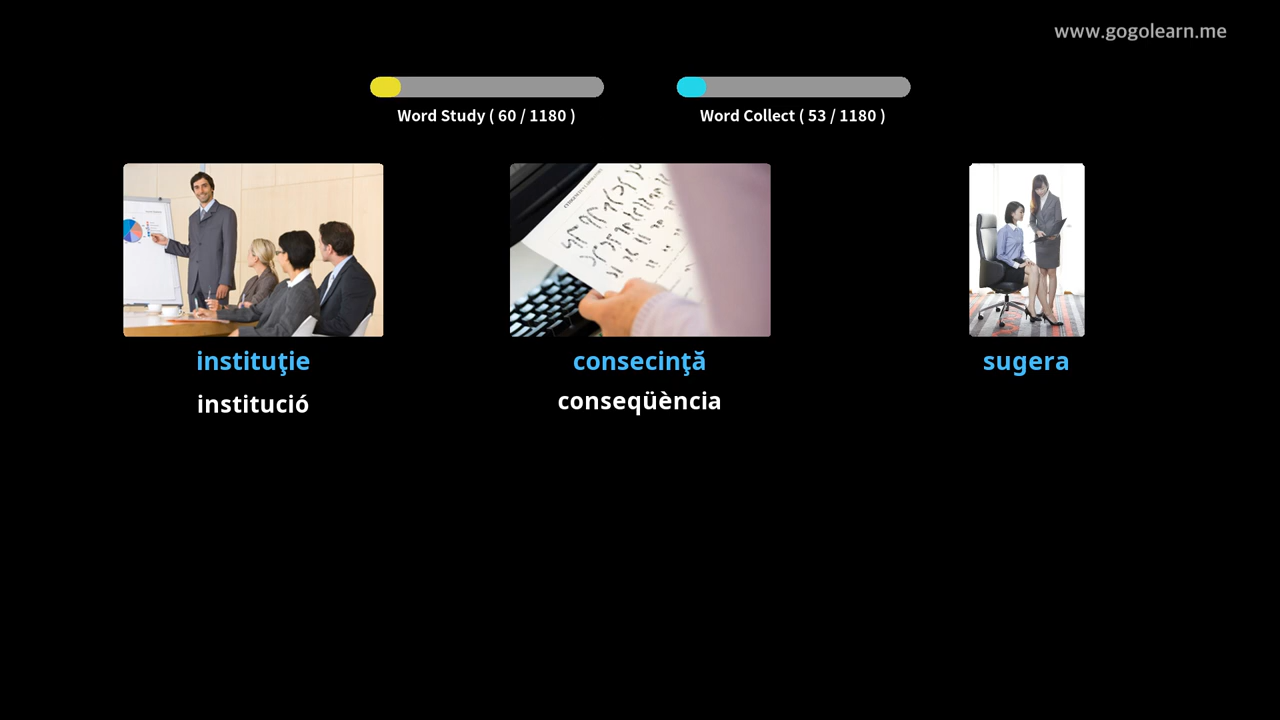 www.gogolearn.me
Word Study ( 60 / 1180 )
Word Collect ( 53 / 1180 )
instituţie
consecinţă
sugera
institució
conseqüència